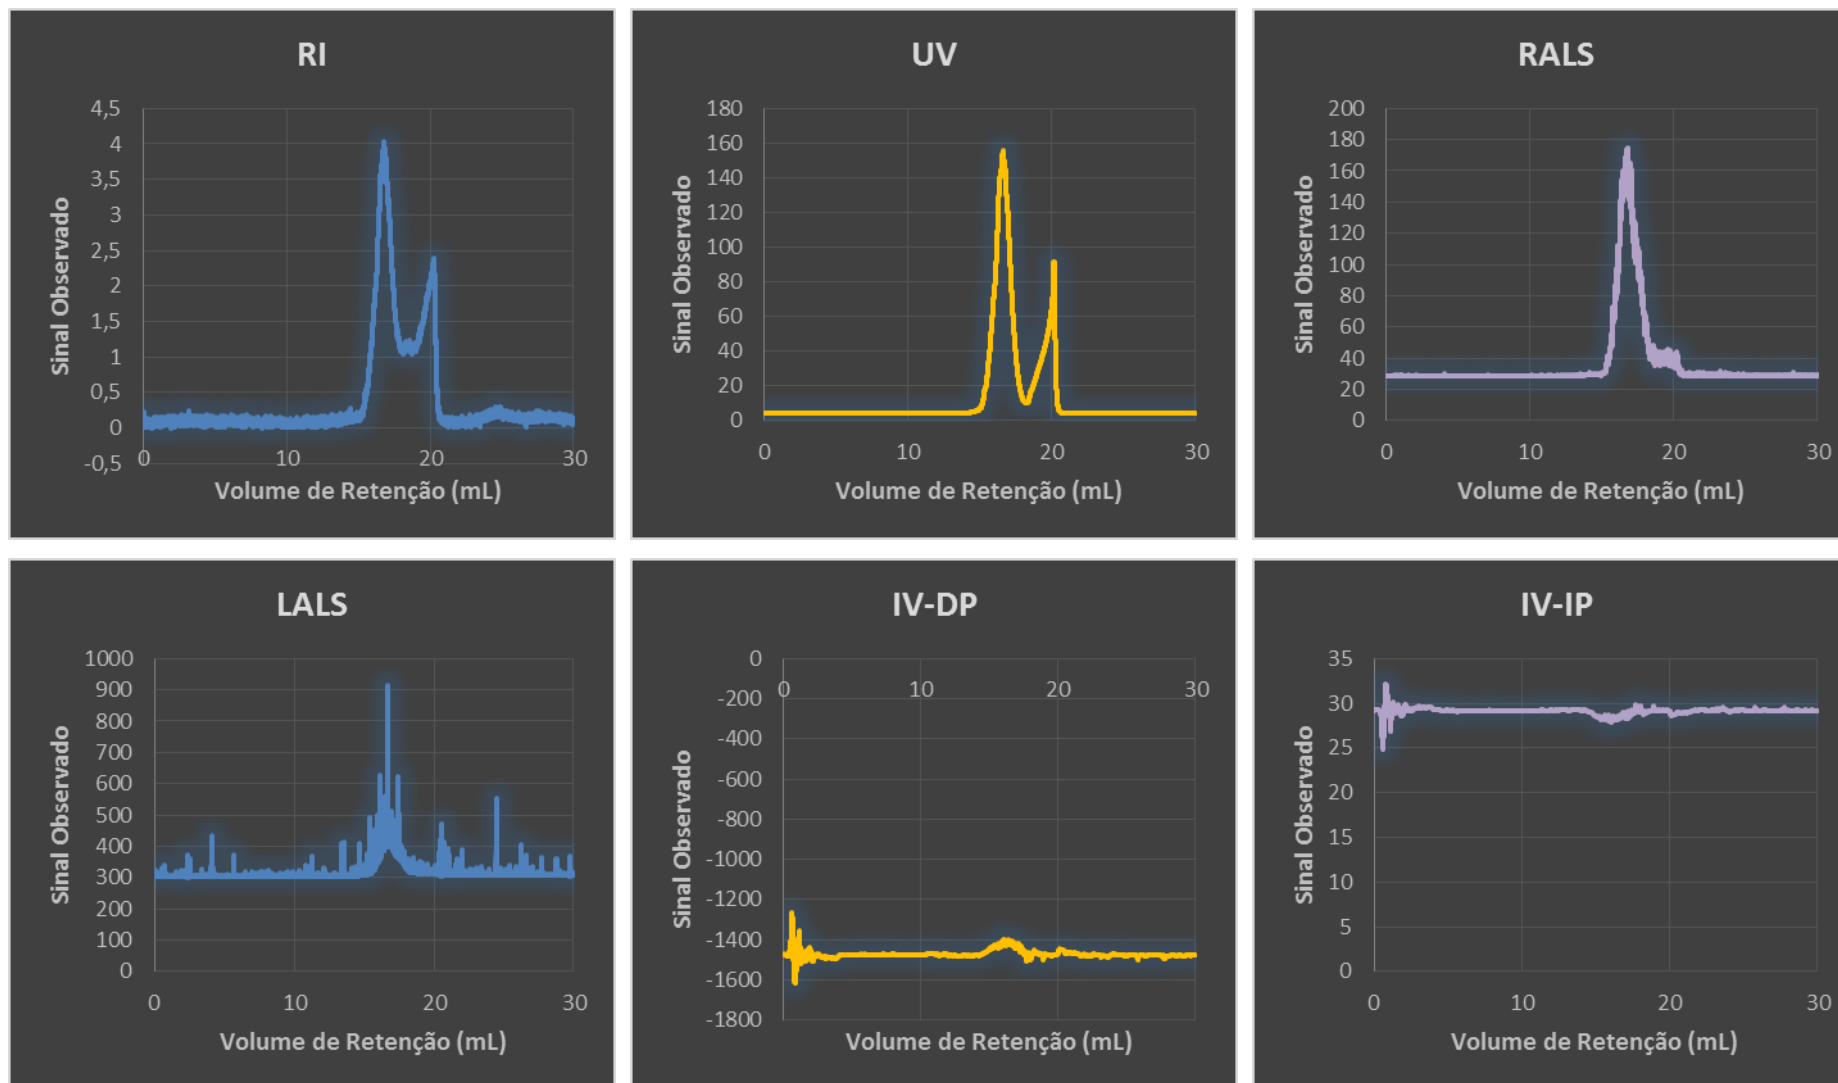 RI
4,5
4
3,5
3
2,5
2
1,5
1
0,5
0
-0,5
0 10 20 30
Sinal Observado
Volume de Retenção (mL)
UV
180
160
140
120
100
80
60
40
20
0
0 10 20 30
Sinal Observado
Volume de Retenção (mL)
RALS
200
180
160
140
120
100
80
60
40
20
0
0 10 20 30
Sinal Observado
Volume de Retenção (mL)
LALS
1000
900
800
700
600
500
400
300
200
100
0
0 10 20 30
Sinal Observado
Volume de Retenção (mL)
IV-DP
0
-200
-400
-600
-800
-1000
-1200
-1400
-1600
-1800
0 10 20 30
Sinal Observado
Volume de Retenção (mL)
IV-IP
35
30
25
20
15
10
5
0
0 10 20 30
Sinal Observado
Volume de Retenção (mL)